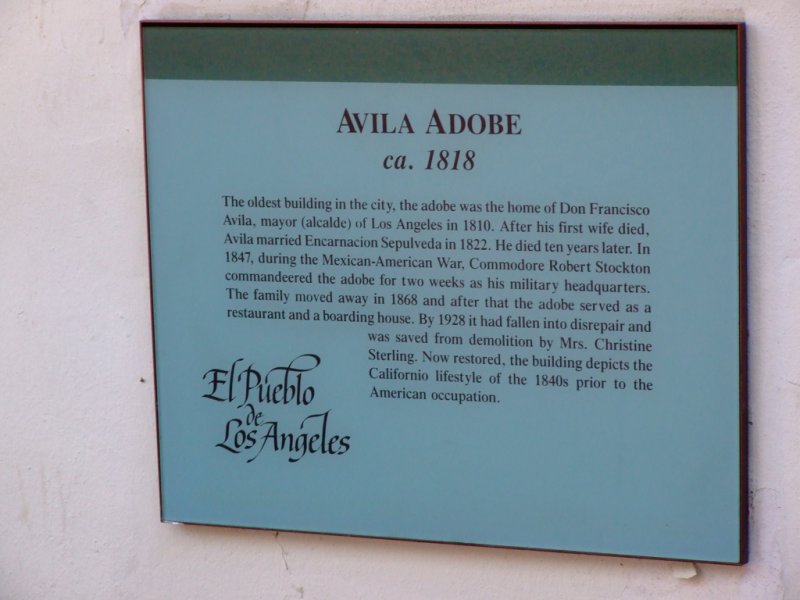 AVILA ADOBE
ca. 1818
The oldest building in the city, the adobe was the home of Don Francisco
Avila, mayor (alcalde) of Los Angeles in 1810. After his first wife died,
Avila married Encarnacion Sepulveda in 1822. He died ten years later. In
1847, during the Mexican-American War, Commodore Robert Stockton
commandeered the adobe for two weeks as his military headquarters.
The family moved away in 1868 and after that the adobe served as a
restaurant and a boarding house. By 1928 it had fallen into disrepair and
was saved from demolition by Mrs. Christine
Sterling. Now restored, the building depicts the
Californio lifestyle of the 1840s prior to the
American occupation.
El Pueblo
de
Los Angeles